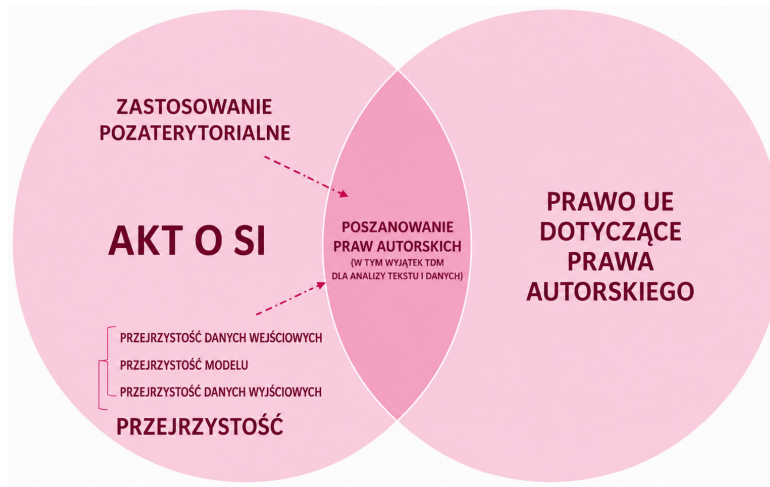 ZASTOSOWANIE
POZATERYTORIALNE
AKT O SI
PRZEJRZYSTOŚĆ DANYCH WEJŚCIOWYCH
PRZEJRZYSTOŚĆ MODELU
PRZEJRZYSTOŚĆ DANYCH WYJŚCIOWYCH
PRZEJRZYSTOŚĆ
POSZANOWANIE
PRAW AUTORSKICH
(W TYM WYJĄTEK TDM
DLA ANALIZY TEKSTU I DANYCH)
PRAWO UE
DOTYCZĄCE
PRAWA
AUTORSKIEGO